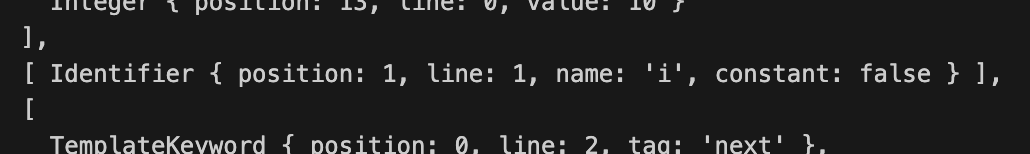 Integer { position: 13, line: 0, value: 10 }
],
[ Identifier { position: 1, line: 1, name: 'i', constant: false } ],
[
TemplateKeyword { position: 0, line: 2, tag: 'next' },